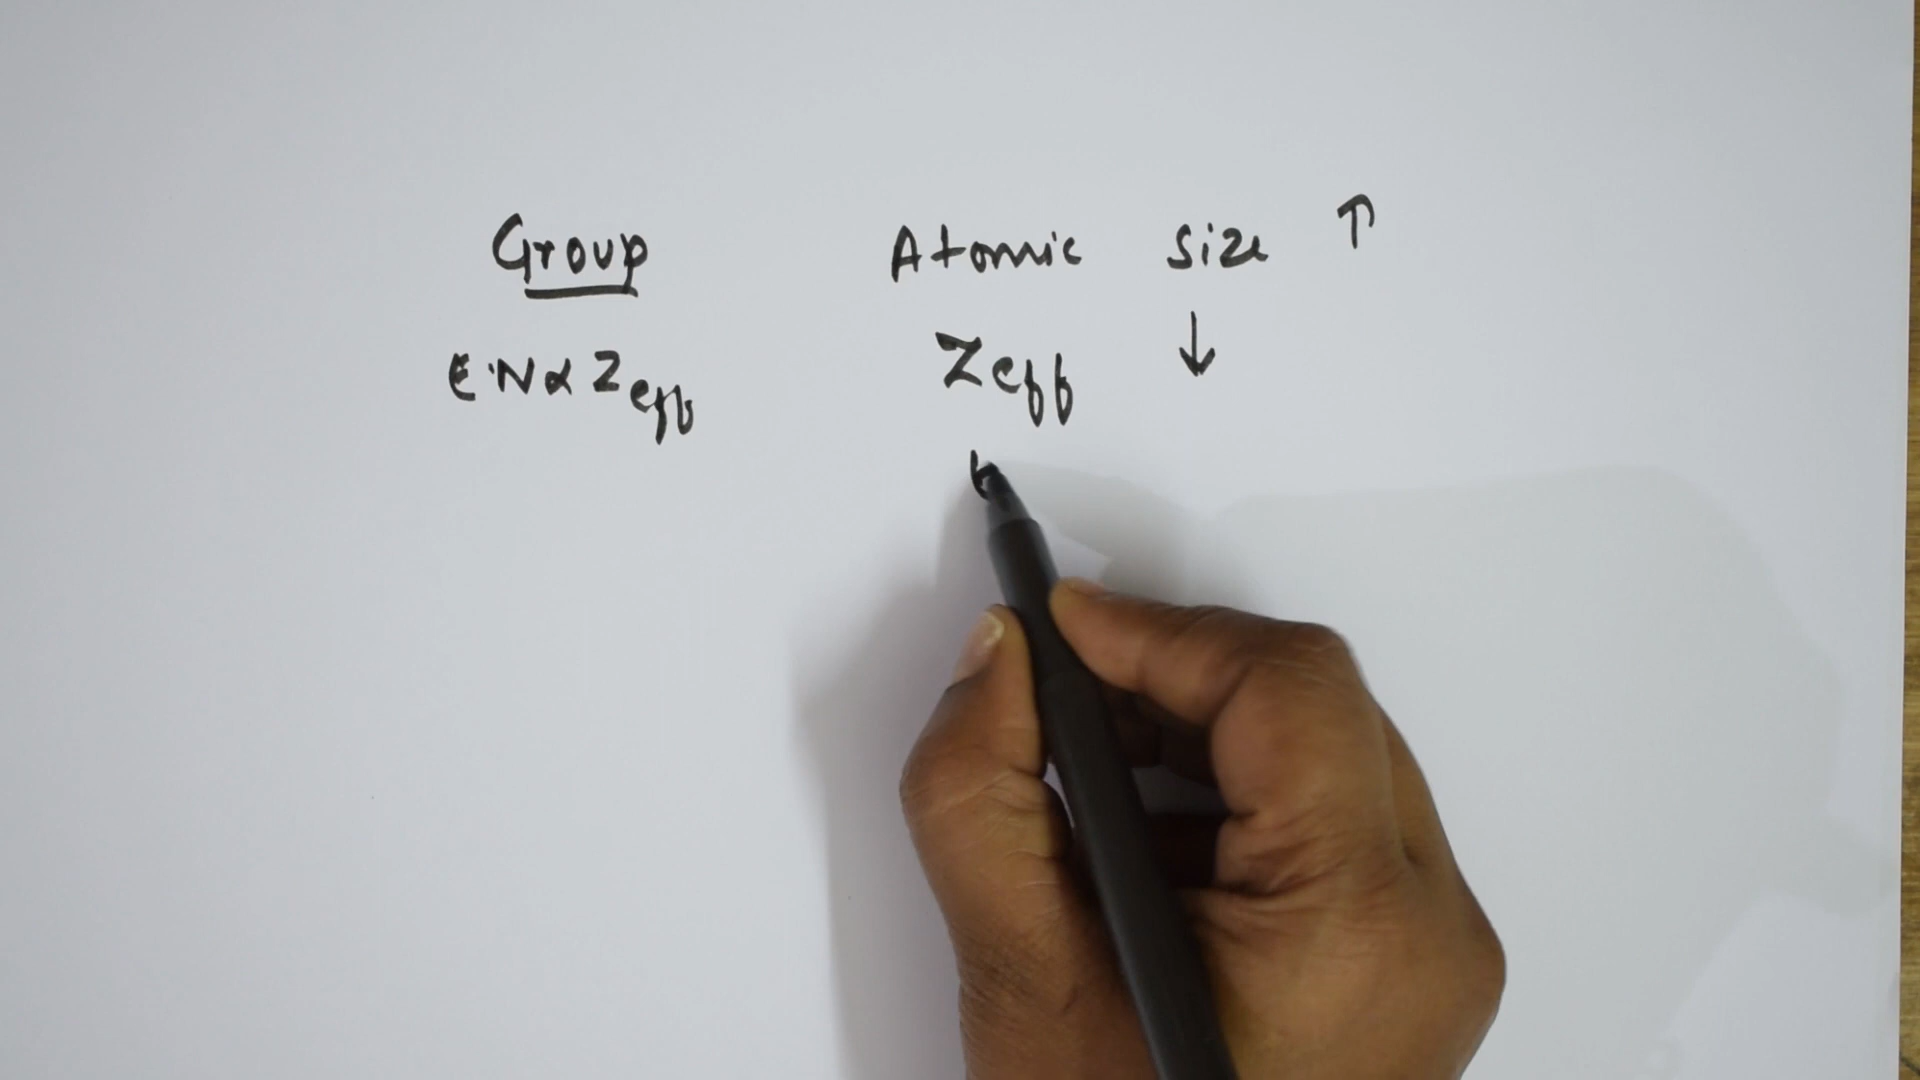 Group Atomic size ↑
E·N α Zeff Zeff ↓